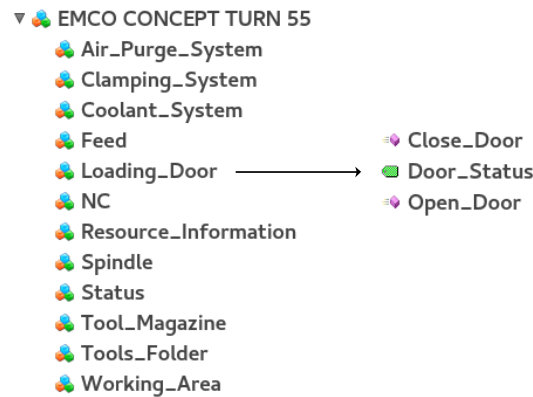 EMCO CONCEPT TURN 55
Air_Purge_System
Clamping_System
Coolant_System
Feed
Close_Door
Loading_Door
Door_Status
NC
Open_Door
Resource_Information
Spindle
Status
Tool_Magazine
Tools_Folder
Working_Area